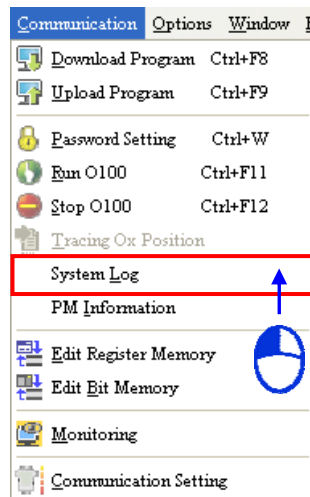 Communication Options Window
Download Program Ctrl+F8
Upload Program Ctrl+F9
Password Setting Ctrl+W
Run O100 Ctrl+F11
Stop O100 Ctrl+F12
Tracing Ox Position
System Log
PM Information
Edit Register Memory
Edit Bit Memory
Monitoring
Communication Setting